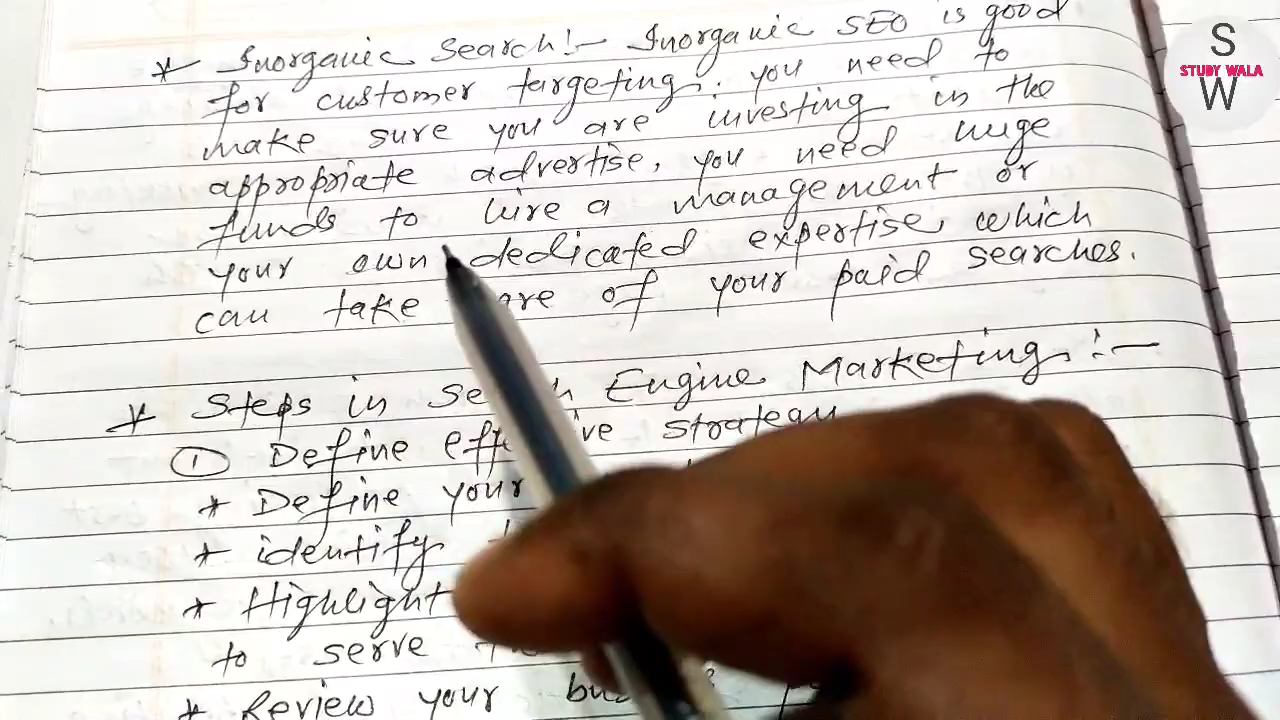 S
STUDY WALA
W
* Inorganic Search:- Inorganic SEO is good
for customer targeting. you need to
make sure you are investing in the
appropriate advertise, you need huge
funds to hire a management or
your own dedicated expertise, which
can take of your paid searches.
* Steps in Engine Marketing:-
① Define strategy
* Define your
* identify
* Highlight
to serve
* Review your